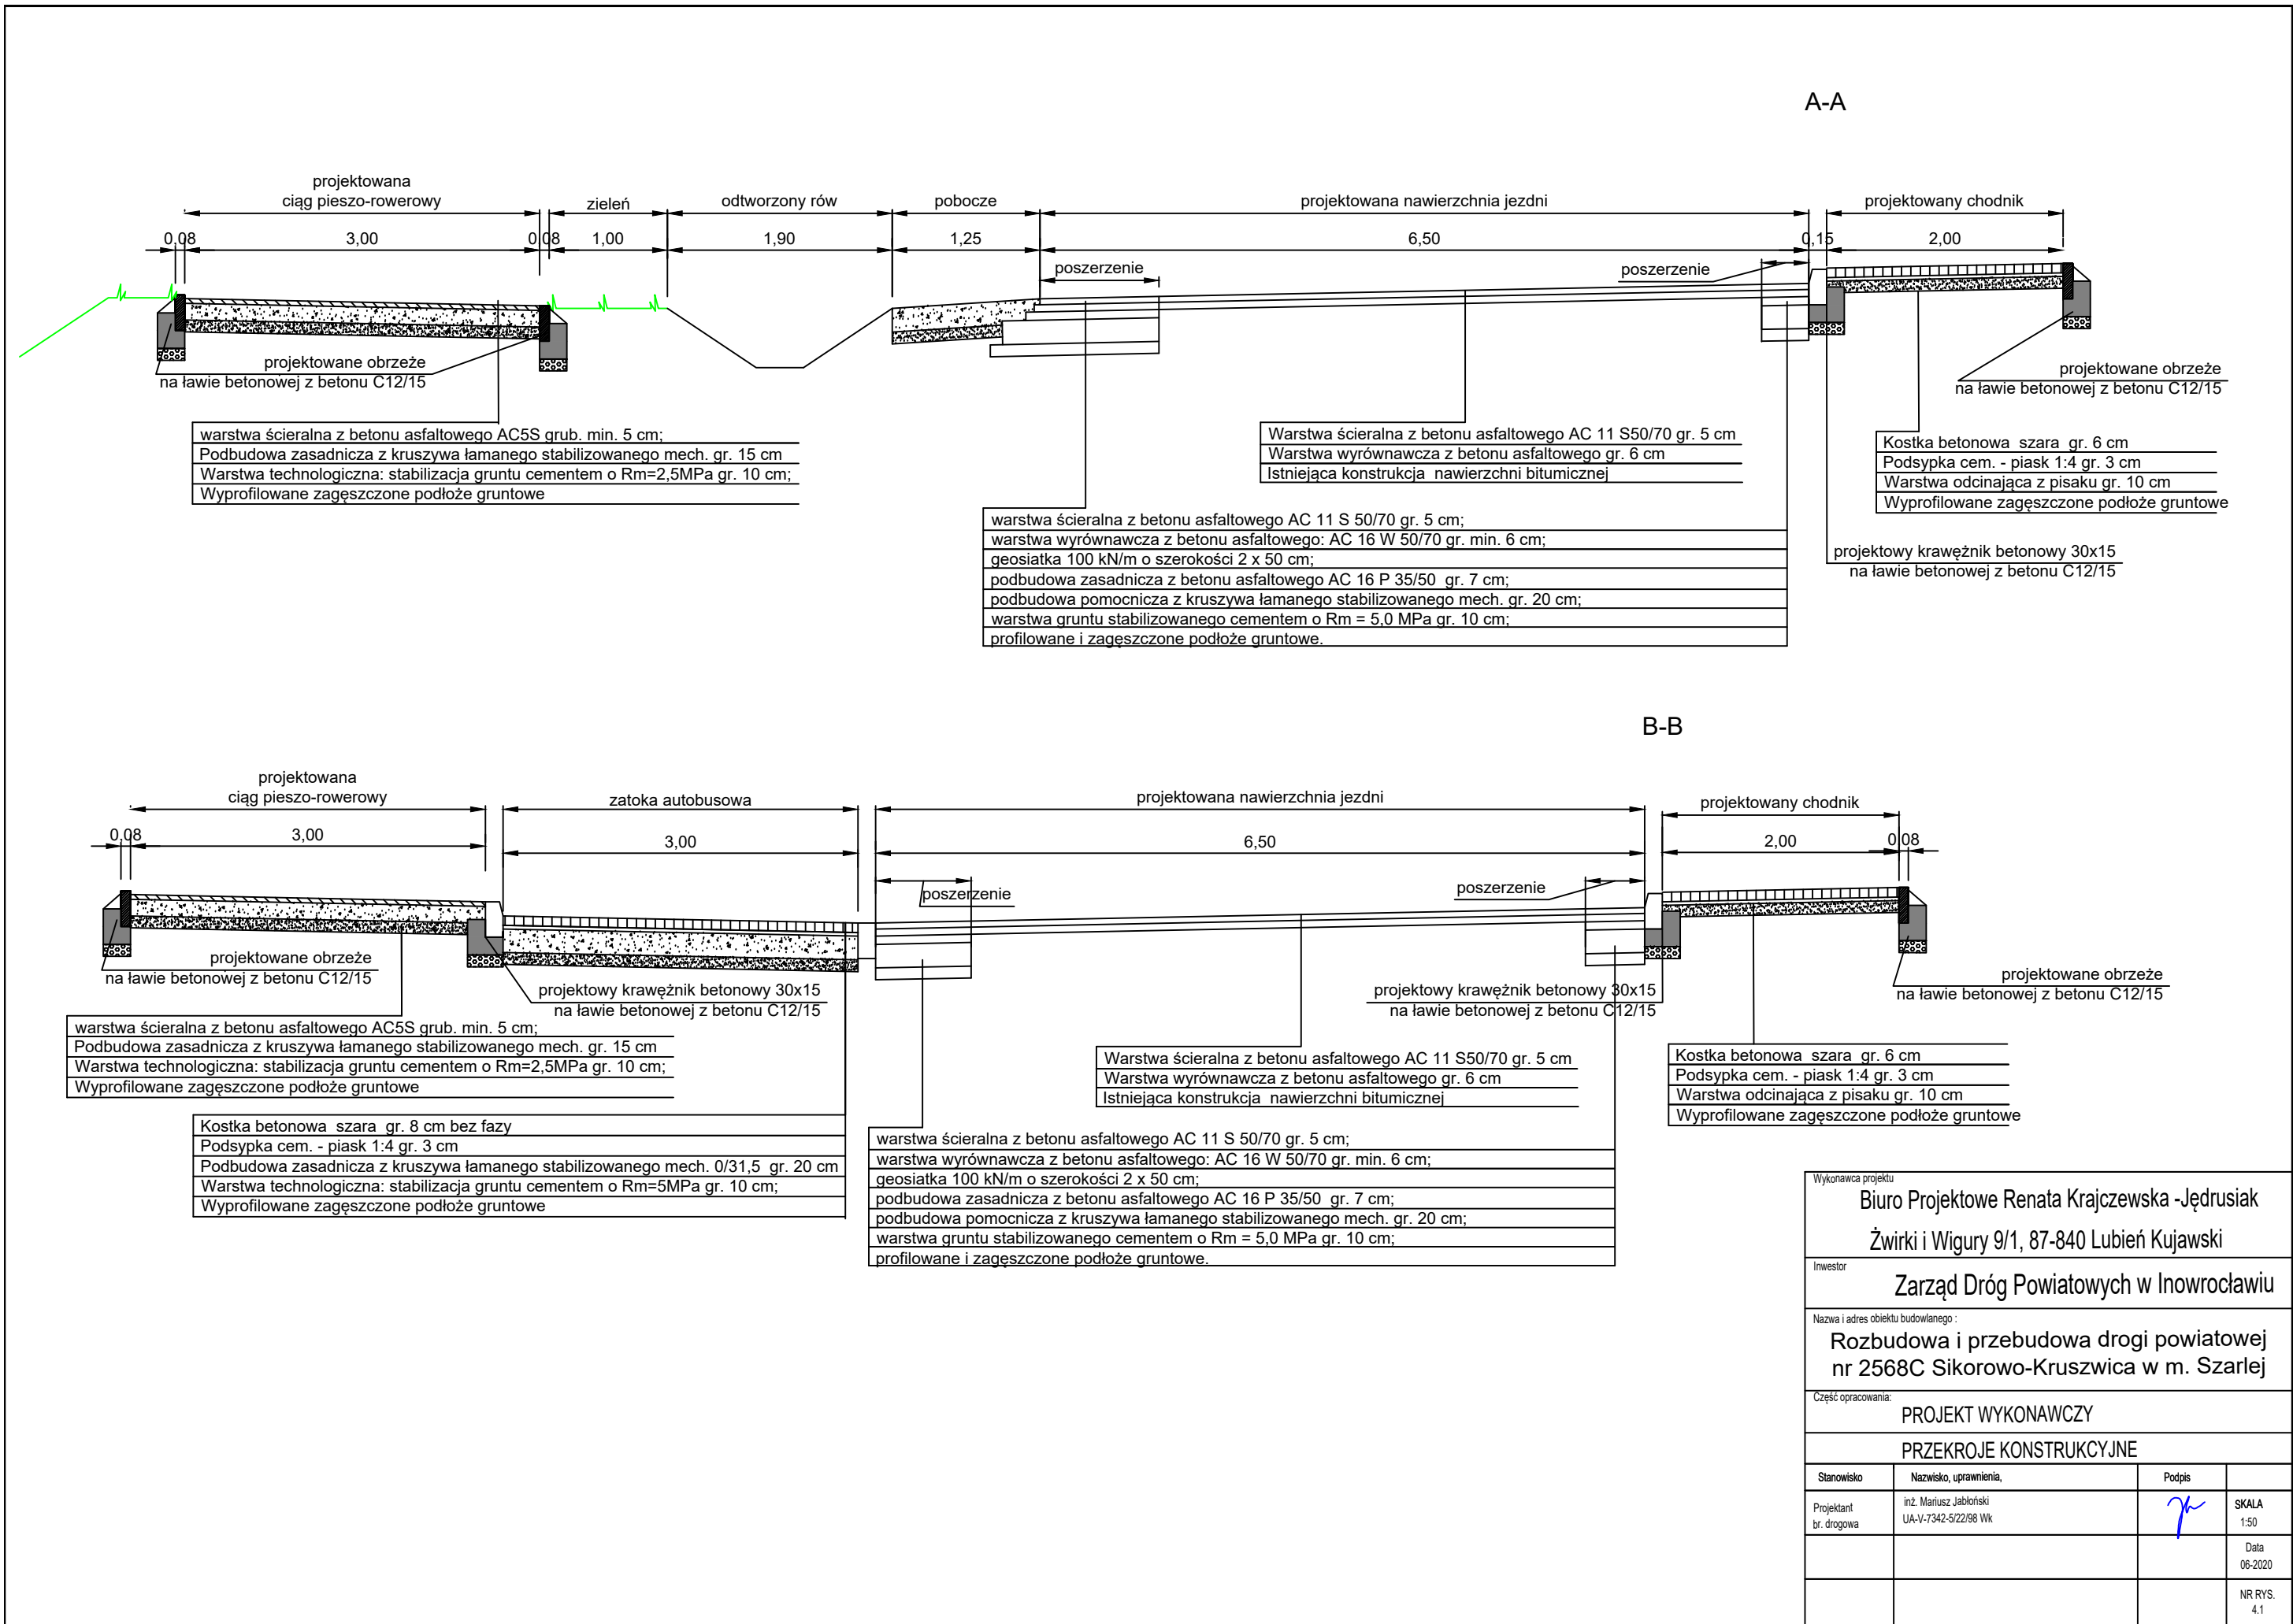 A-A
projektowana
ciąg pieszo-rowerowy
zieleń
odtworzony rów
pobocze
projektowana nawierzchnia jezdni
projektowany chodnik
0,08
3,00
0,08
1,00
1,90
1,25
6,50
0,15
2,00
poszerzenie
poszerzenie
projektowane obrzeże
na ławie betonowej z betonu C12/15
projektowane obrzeże
na ławie betonowej z betonu C12/15
warstwa ścieralna z betonu asfaltowego AC5S grub. min. 5 cm;
Podbudowa zasadnicza z kruszywa łamanego stabilizowanego mech. gr. 15 cm
Warstwa technologiczna: stabilizacja gruntu cementem o Rm=2,5MPa gr. 10 cm;
Wyprofilowane zagęszczone podłoże gruntowe
Warstwa ścieralna z betonu asfaltowego AC 11 S50/70 gr. 5 cm
Warstwa wyrównawcza z betonu asfaltowego gr. 6 cm
Istniejąca konstrukcja nawierzchni bitumicznej
Kostka betonowa szara gr. 6 cm
Podsypka cem. - piask 1:4 gr. 3 cm
Warstwa odcinająca z pisaku gr. 10 cm
Wyprofilowane zagęszczone podłoże gruntowe
warstwa ścieralna z betonu asfaltowego AC 11 S 50/70 gr. 5 cm;
warstwa wyrównawcza z betonu asfaltowego: AC 16 W 50/70 gr. min. 6 cm;
geosiatka 100 kN/m o szerokości 2 x 50 cm;
podbudowa zasadnicza z betonu asfaltowego AC 16 P 35/50 gr. 7 cm;
podbudowa pomocnicza z kruszywa łamanego stabilizowanego mech. gr. 20 cm;
warstwa gruntu stabilizowanego cementem o Rm = 5,0 MPa gr. 10 cm;
profilowane i zagęszczone podłoże gruntowe.
projektowy krawężnik betonowy 30x15
na ławie betonowej z betonu C12/15
B-B
projektowana
ciąg pieszo-rowerowy
zatoka autobusowa
projektowana nawierzchnia jezdni
projektowany chodnik
0,08
3,00
3,00
6,50
2,00
0,08
poszerzenie
poszerzenie
projektowane obrzeże
na ławie betonowej z betonu C12/15
projektowy krawężnik betonowy 30x15
na ławie betonowej z betonu C12/15
projektowy krawężnik betonowy 30x15
na ławie betonowej z betonu C12/15
projektowane obrzeże
na ławie betonowej z betonu C12/15
warstwa ścieralna z betonu asfaltowego AC5S grub. min. 5 cm;
Podbudowa zasadnicza z kruszywa łamanego stabilizowanego mech. gr. 15 cm
Warstwa technologiczna: stabilizacja gruntu cementem o Rm=2,5MPa gr. 10 cm;
Wyprofilowane zagęszczone podłoże gruntowe
Warstwa ścieralna z betonu asfaltowego AC 11 S50/70 gr. 5 cm
Warstwa wyrównawcza z betonu asfaltowego gr. 6 cm
Istniejąca konstrukcja nawierzchni bitumicznej
Kostka betonowa szara gr. 6 cm
Podsypka cem. - piask 1:4 gr. 3 cm
Warstwa odcinająca z pisaku gr. 10 cm
Wyprofilowane zagęszczone podłoże gruntowe
Kostka betonowa szara gr. 8 cm bez fazy
Podsypka cem. - piask 1:4 gr. 3 cm
Podbudowa zasadnicza z kruszywa łamanego stabilizowanego mech. 0/31,5 gr. 20 cm
Warstwa technologiczna: stabilizacja gruntu cementem o Rm=5MPa gr. 10 cm;
Wyprofilowane zagęszczone podłoże gruntowe
warstwa ścieralna z betonu asfaltowego AC 11 S 50/70 gr. 5 cm;
warstwa wyrównawcza z betonu asfaltowego: AC 16 W 50/70 gr. min. 6 cm;
geosiatka 100 kN/m o szerokości 2 x 50 cm;
podbudowa zasadnicza z betonu asfaltowego AC 16 P 35/50 gr. 7 cm;
podbudowa pomocnicza z kruszywa łamanego stabilizowanego mech. gr. 20 cm;
warstwa gruntu stabilizowanego cementem o Rm = 5,0 MPa gr. 10 cm;
profilowane i zagęszczone podłoże gruntowe.
Wykonawca projektu
Biuro Projektowe Renata Krajczewska -Jędrusiak
Żwirki i Wigury 9/1, 87-840 Lubień Kujawski
Inwestor
Zarząd Dróg Powiatowych w Inowrocławiu
Nazwa i adres obiektu budowlanego :
Rozbudowa i przebudowa drogi powiatowej
nr 2568C Sikorowo-Kruszwica w m. Szarlej
Część opracowania:
PROJEKT WYKONAWCZY
PRZEKROJE KONSTRUKCYJNE
Stanowisko
Nazwisko, uprawnienia,
Podpis
Projektant
br. drogowa
inż. Mariusz Jabłoński
UA-V-7342-5/22/98 Wk
SKALA
1:50
Data
06-2020
NR RYS.
4.1